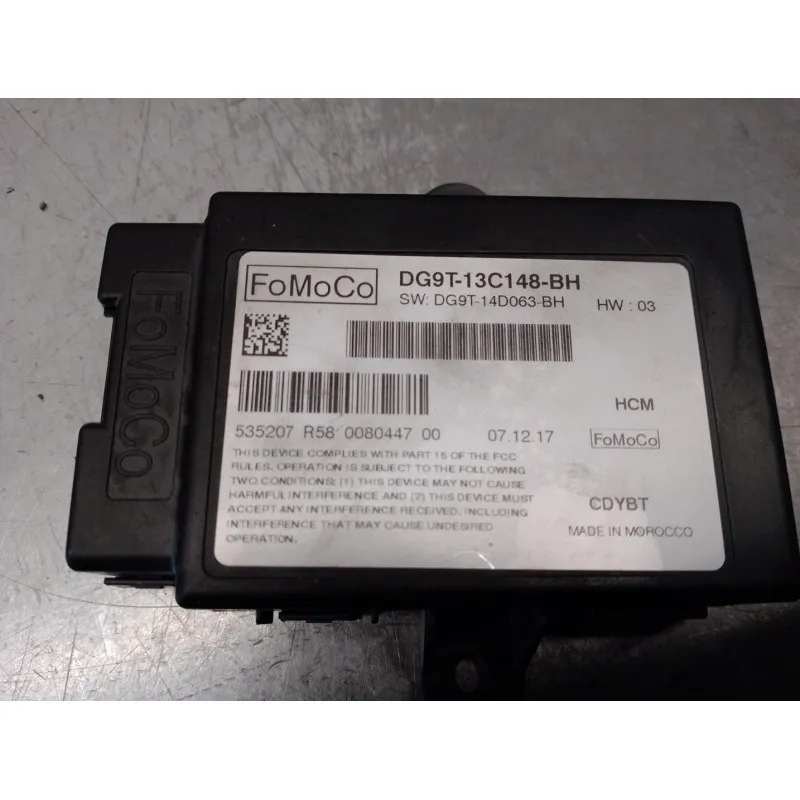 FoMoCo
FoMoCo
DG9T-13C148-BH
SW: DG9T-14D063-BH
HW : 03
HCM
535207 R58 0080447 00
07.12.17
FoMoCo
THIS DEVICE COMPLIES WITH PART 15 OF THE FCC
RULES. OPERATION IS SUBJECT TO THE FOLLOWING
TWO CONDITIONS: (1) THIS DEVICE MAY NOT CAUSE
HARMFUL INTERFERENCE AND (2) THIS DEVICE MUST
ACCEPT ANY INTERFERENCE RECEIVED, INCLUDING
INTERFERENCE THAT MAY CAUSE UNDESIRED
OPERATION.
CDYBT
MADE IN MOROCCO